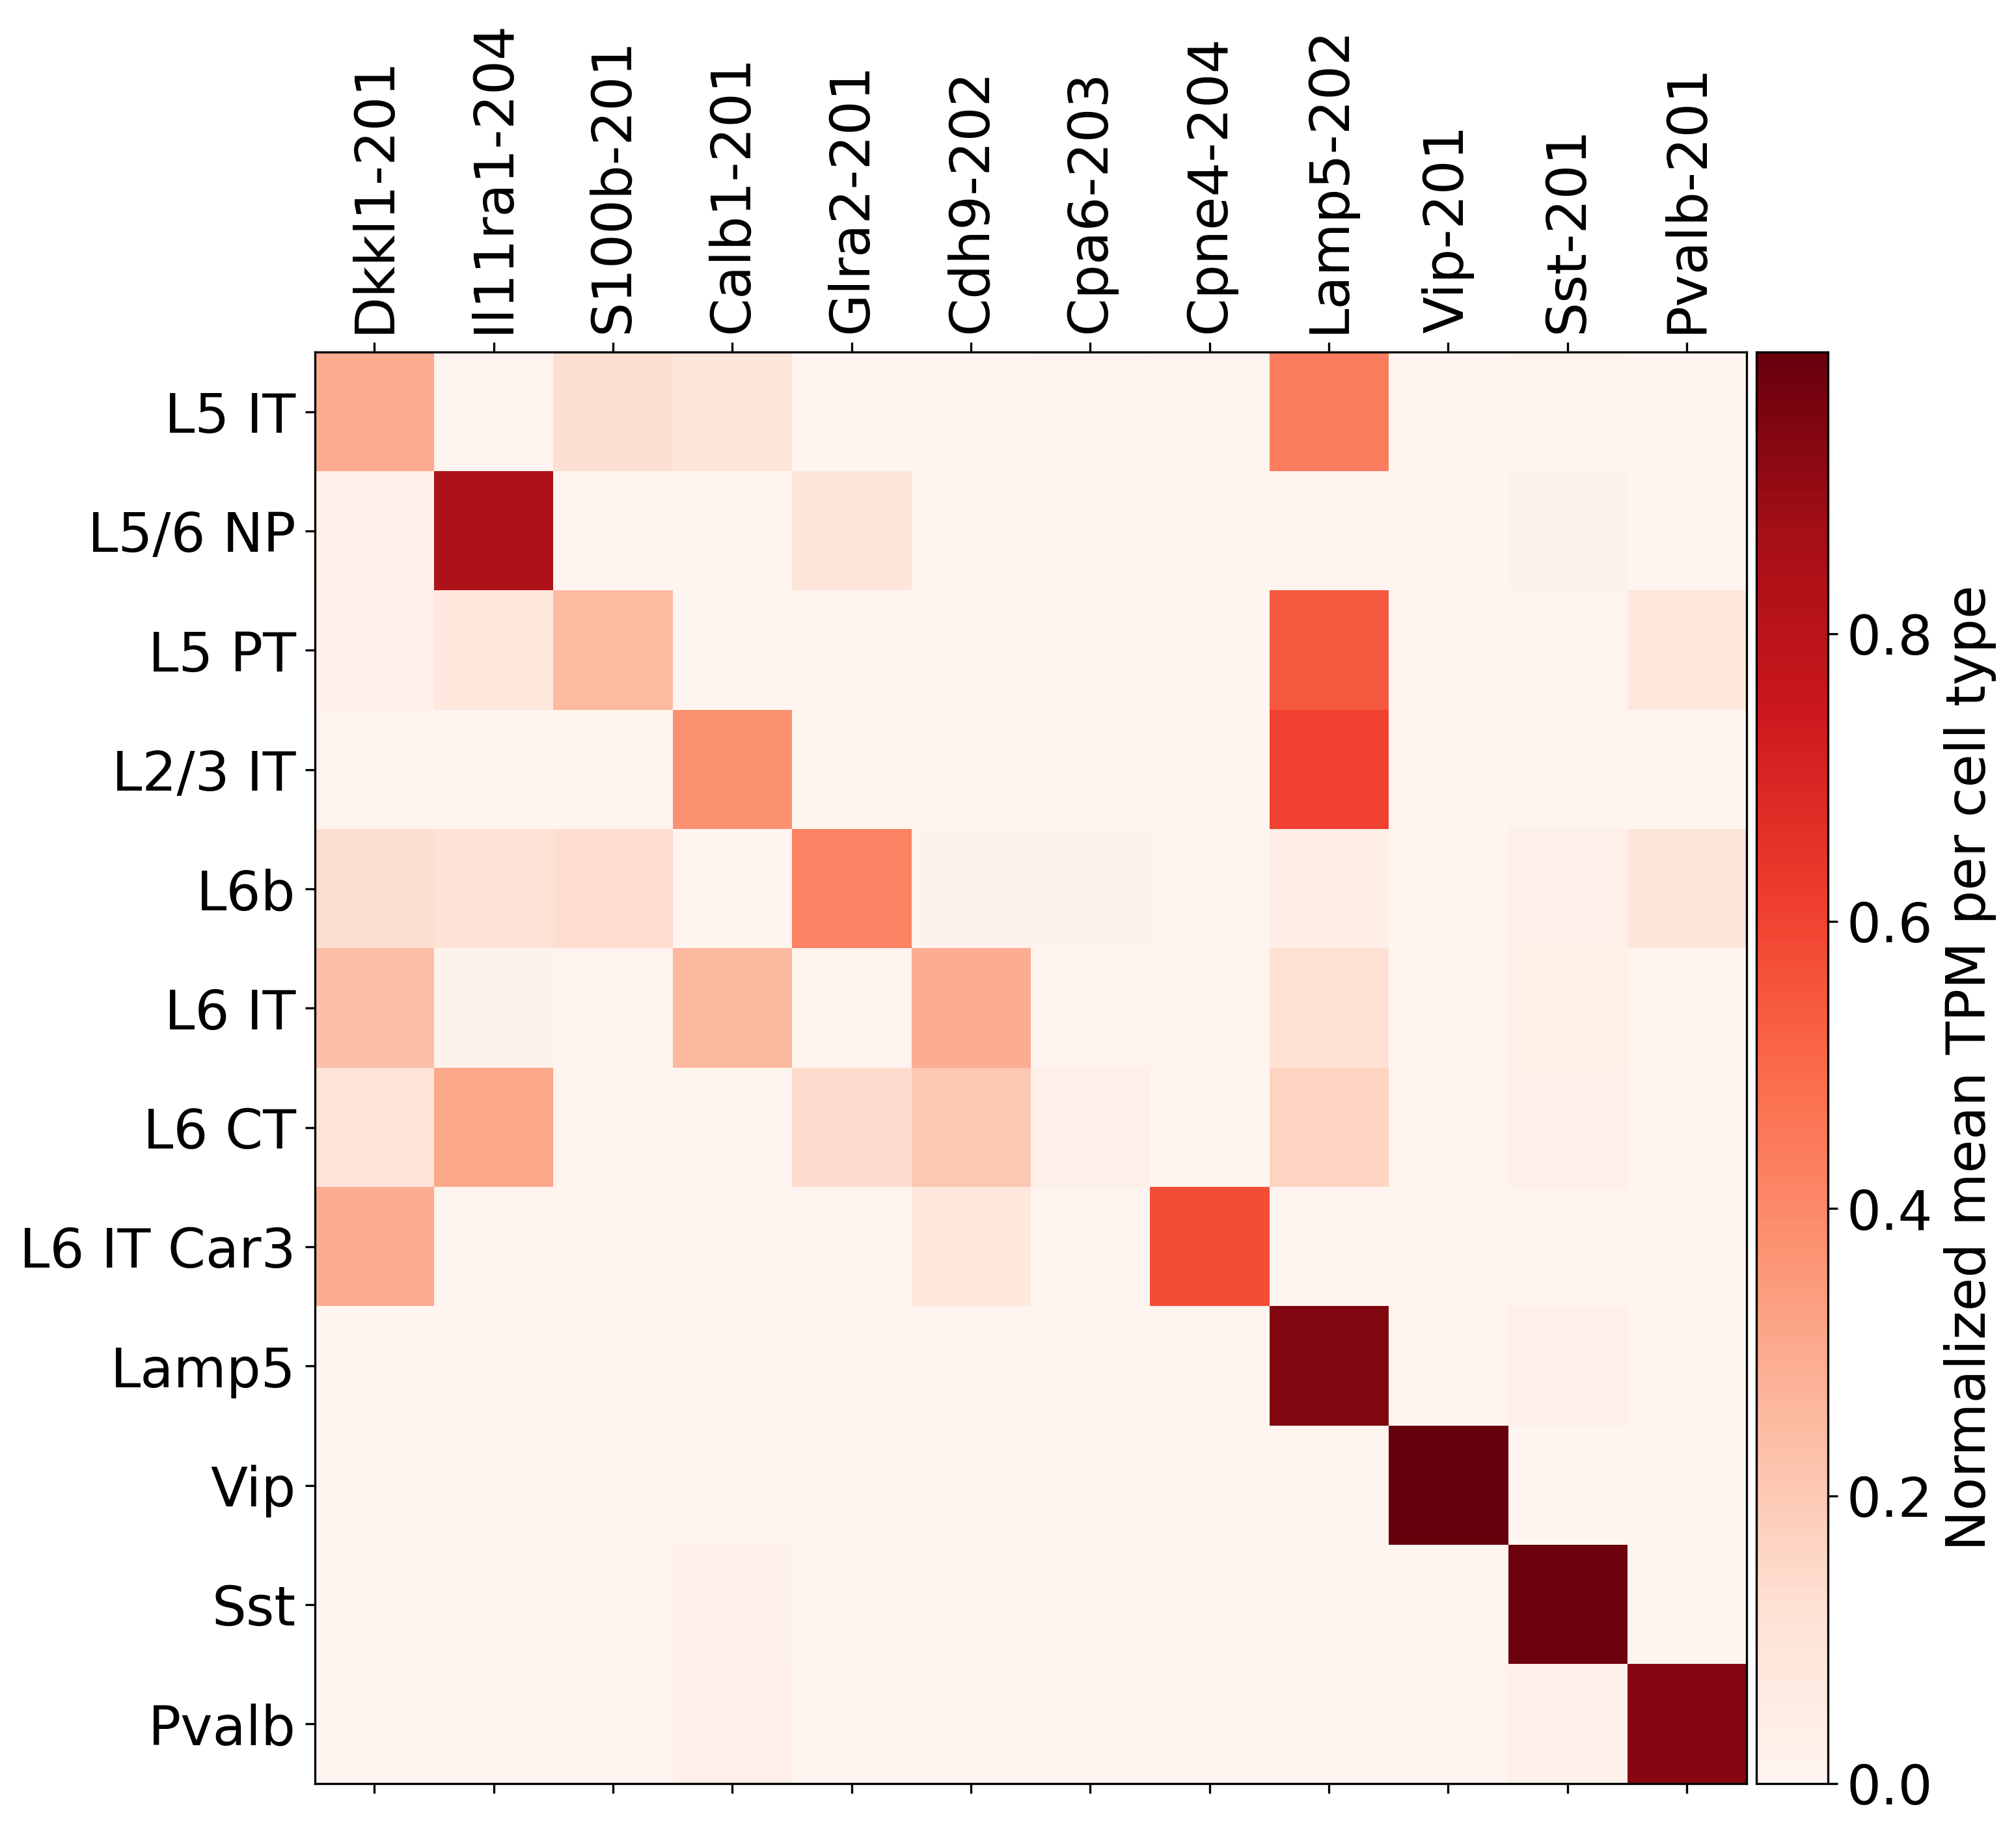 Dkkl1-201
Il11ra1-204
S100b-201
Calb1-201
Glra2-201
Cdh9-202
Cpa6-203
Cpne4-204
Lamp5-202
Vip-201
Sst-201
Pvalb-201
L5 IT
L5/6 NP
L5 PT
L2/3 IT
L6b
L6 IT
L6 CT
L6 IT Car3
Lamp5
Vip
Sst
Pvalb
0.8
0.6
0.4
0.2
0.0
Normalized mean TPM per cell type